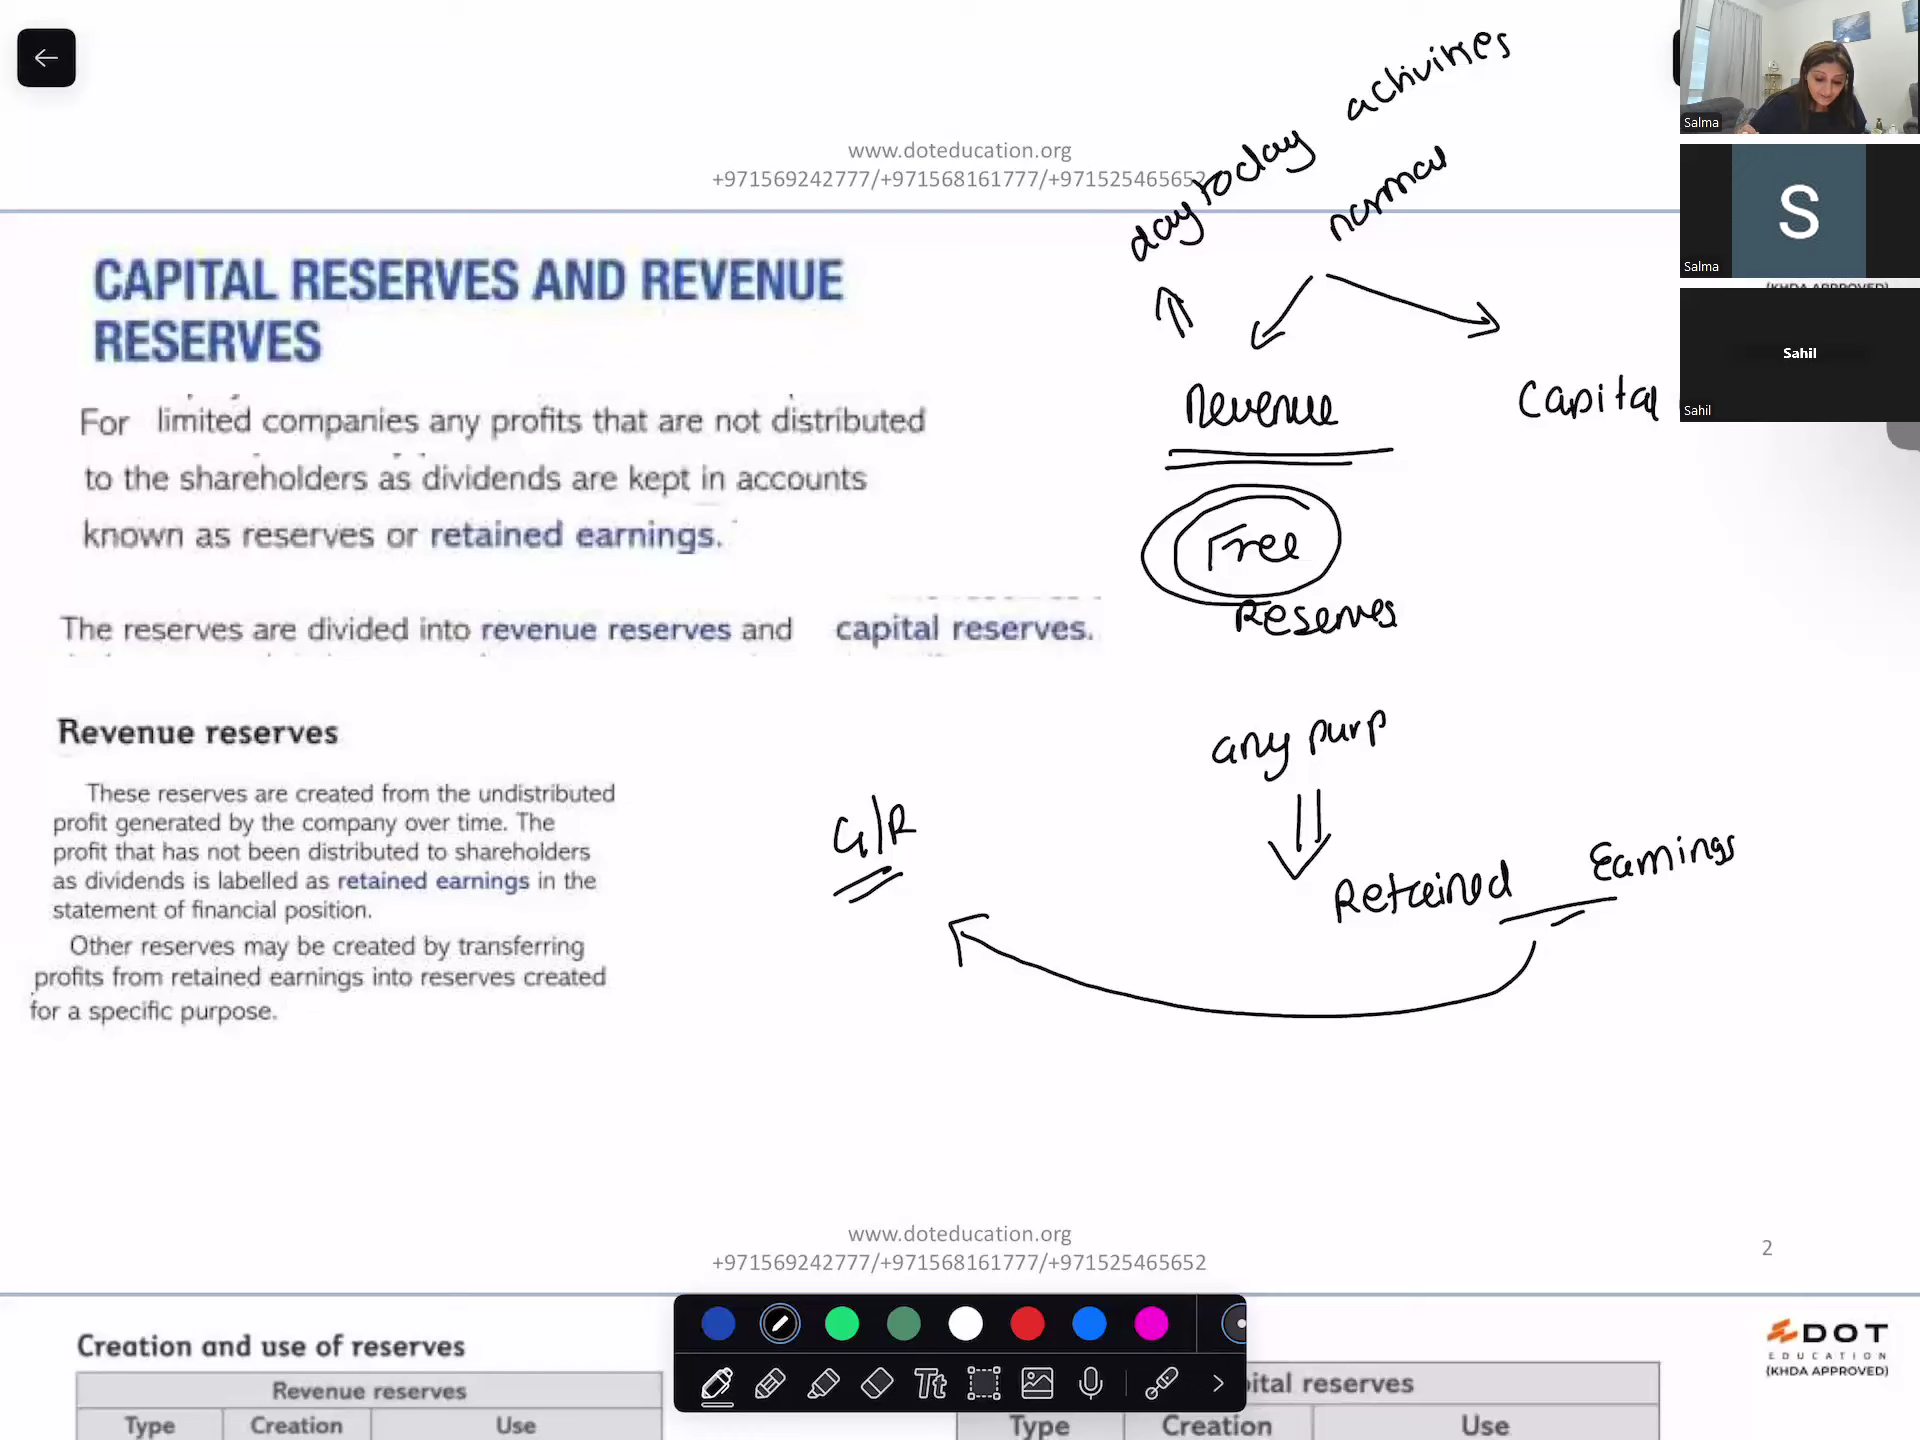 www.doteducation.org
+971569242777/+971568161777/+971525465652
day today activities
normal
Salma
S
Salma
Sahil
Sahil
CAPITAL RESERVES AND REVENUE
RESERVES
For limited companies any profits that are not distributed
to the shareholders as dividends are kept in accounts
known as reserves or retained earnings.
The reserves are divided into revenue reserves and capital reserves.
Revenue
Capital
Free
Reserves
any purp
Retained Earnings
G/R
Revenue reserves
These reserves are created from the undistributed
profit generated by the company over time. The
profit that has not been distributed to shareholders
as dividends is labelled as retained earnings in the
statement of financial position.
Other reserves may be created by transferring
profits from retained earnings into reserves created
for a specific purpose.
www.doteducation.org
+971569242777/+971568161777/+971525465652
2
Creation and use of reserves
Revenue reserves
Type Creation Use
Tt
reserves
Type Creation Use
DOT
EDUCATION
(KHDA APPROVED)